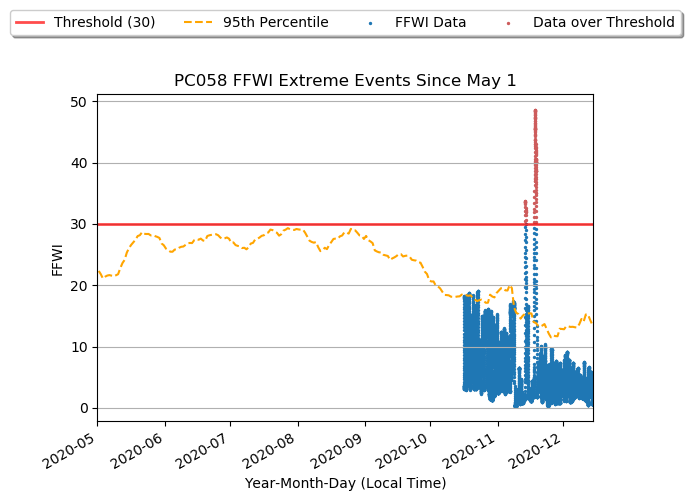 Threshold (30) 95th Percentile FFWI Data Data over Threshold
PC058 FFWI Extreme Events Since May 1
50
40
30
20
10
0
FFWI
2020-05 2020-06 2020-07 2020-08 2020-09 2020-10 2020-11 2020-12
Year-Month-Day (Local Time)